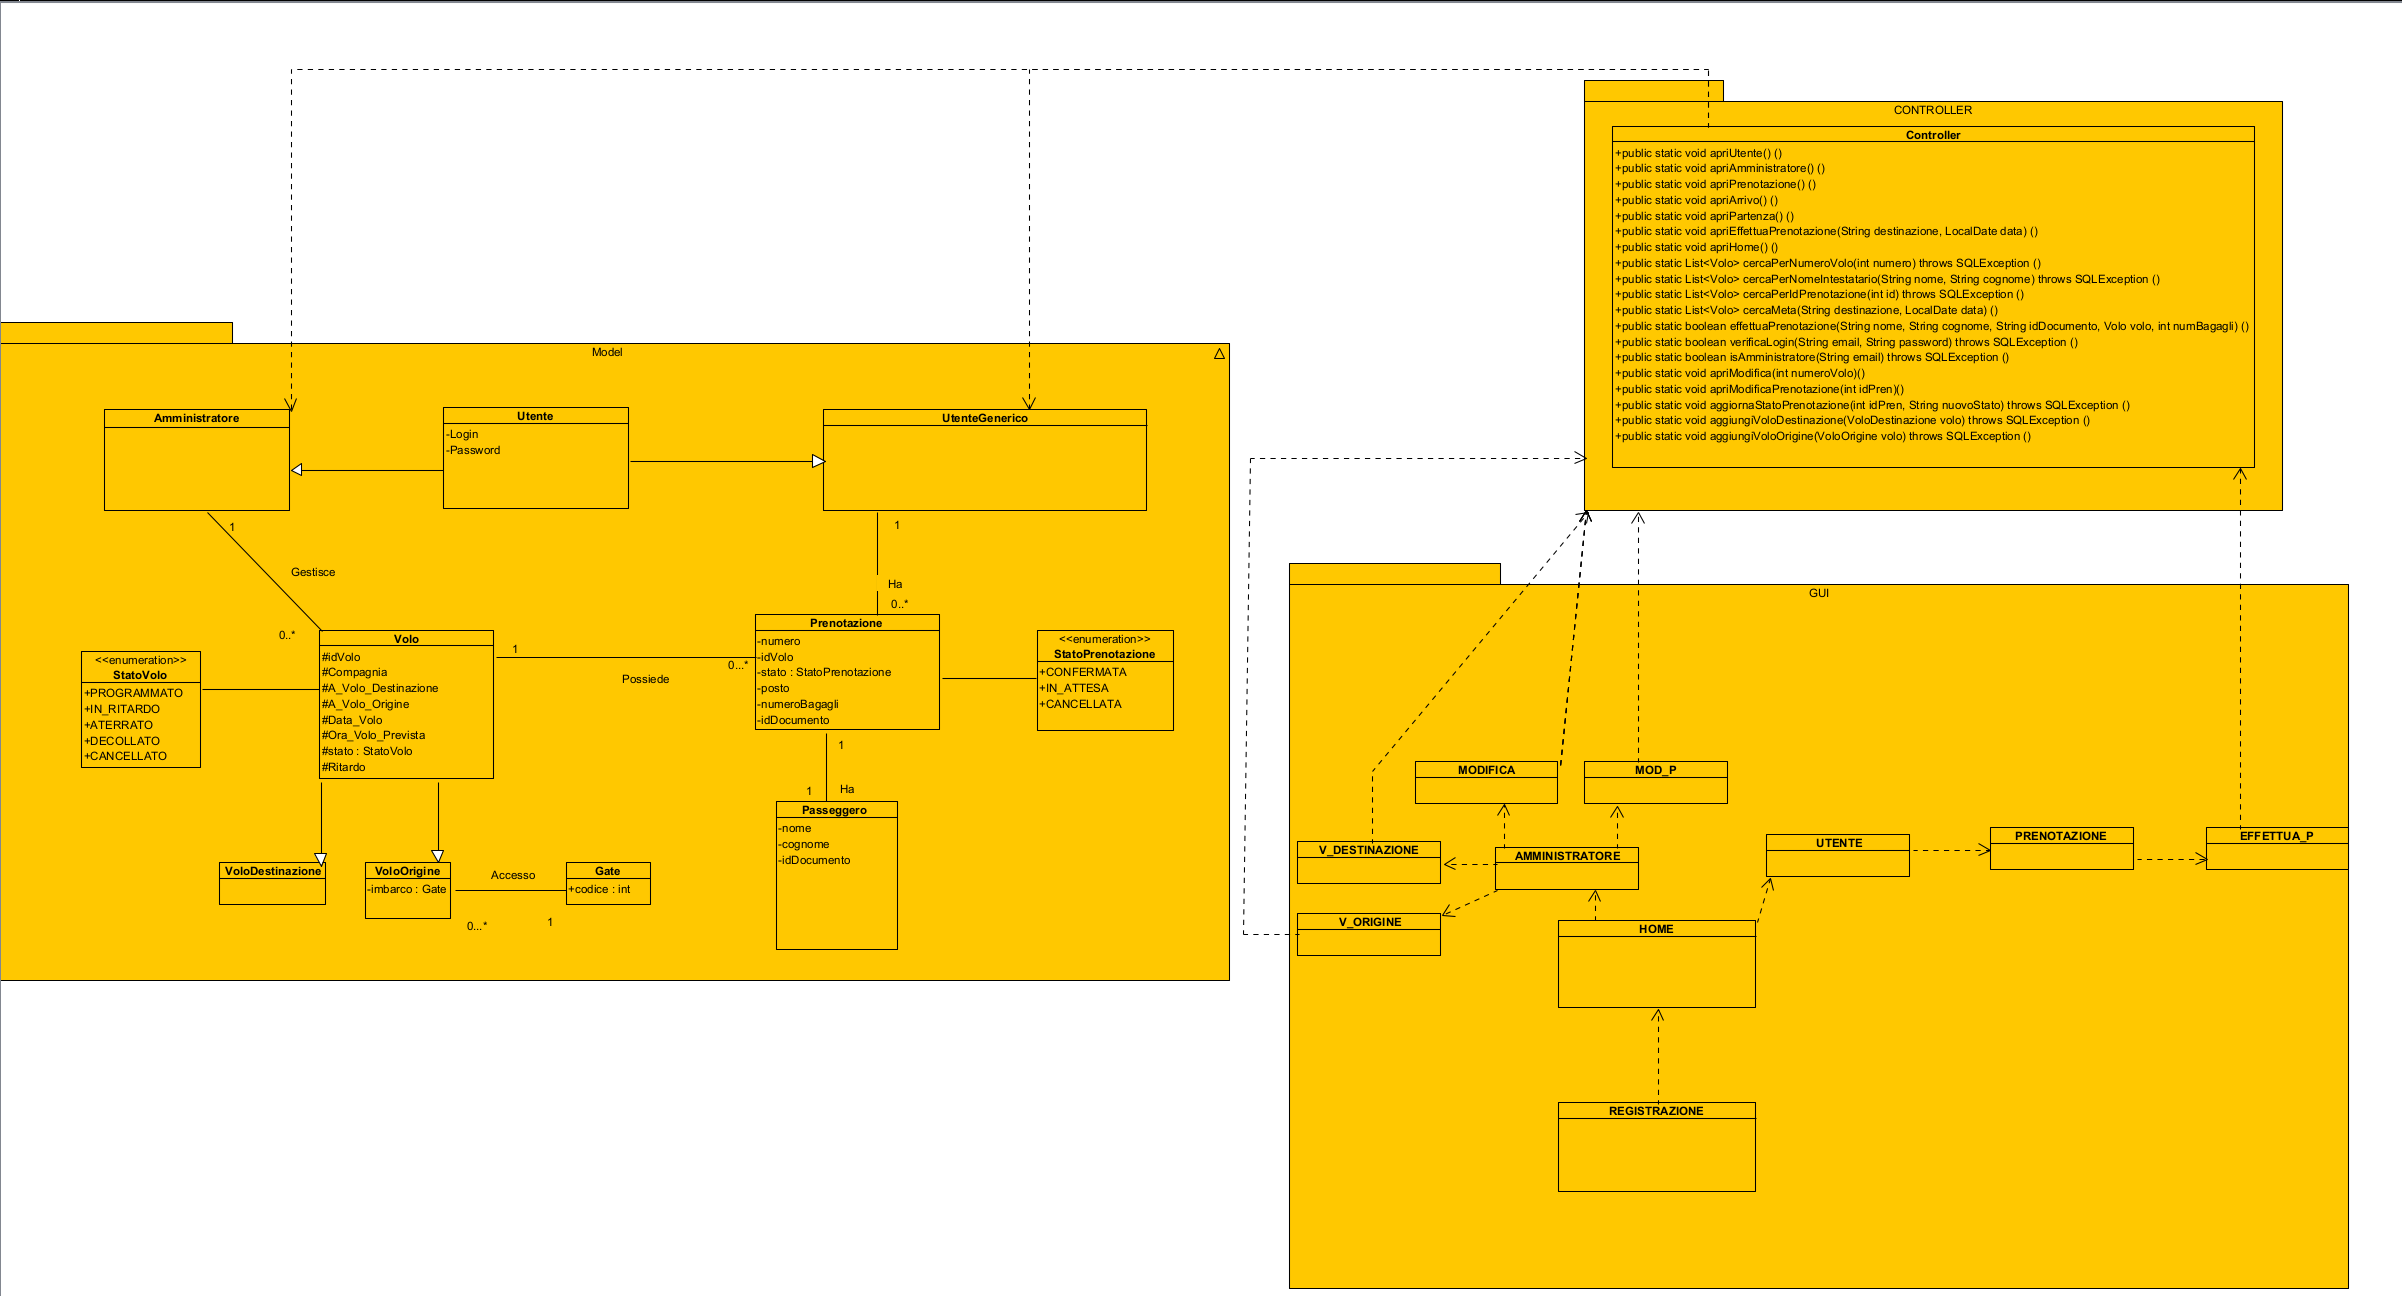 CONTROLLER
Controller
+public static void apriUtente() ()
+public static void apriAmministratore() ()
+public static void apriPrenotazione() ()
+public static void apriArrivo() ()
+public static void apriPartenza() ()
+public static void apriEffettuaPrenotazione(String destinazione, LocalDate data) ()
+public static void apriHome() ()
+public static List<Volo> cercaPerNumeroVolo(int numero) throws SQLException ()
+public static List<Volo> cercaPerNomeIntestatario(String nome, String cognome) throws SQLException ()
+public static List<Volo> cercaPerIdPrenotazione(int id) throws SQLException ()
+public static List<Volo> cercaMeta(String destinazione, LocalDate data) ()
+public static boolean effettuaPrenotazione(String nome, String cognome, String idDocumento, Volo volo, int numBagagli) ()
+public static boolean verificaLogin(String email, String password) throws SQLException ()
+public static boolean isAmministratore(String email) throws SQLException ()
+public static void apriModifica(int numeroVolo)()
+public static void apriModificaPrenotazione(int idPren)()
+public static void aggiornaStatoPrenotazione(int idPren, String nuovoStato) throws SQLException ()
+public static void aggiungiVoloDestinazione(VoloDestinazione volo) throws SQLException ()
+public static void aggiungiVoloOrigine(VoloOrigine volo) throws SQLException ()
Model
Amministratore
Utente
-Login
-Password
UtenteGenerico
1
Gestisce
0..*
1
Ha
0..*
<<enumeration>>
StatoVolo
+PROGRAMMATO
+IN_RITARDO
+ATERRATO
+DECOLLATO
+CANCELLATO
Volo
#idVolo
#Compagnia
#A_Volo_Destinazione
#A_Volo_Origine
#Data_Volo
#Ora_Volo_Prevista
#stato : StatoVolo
#Ritardo
1
Possiede
0...*
Prenotazione
-numero
-idVolo
-stato : StatoPrenotazione
-posto
-numeroBagagli
-idDocumento
<<enumeration>>
StatoPrenotazione
+CONFERMATA
+IN_ATTESA
+CANCELLATA
1
1
Ha
Passeggero
-nome
-cognome
-idDocumento
VoloDestinazione
VoloOrigine
-imbarco : Gate
Accesso
0...*
1
Gate
+codice : int
GUI
MODIFICA
MOD_P
V_DESTINAZIONE
AMMINISTRATORE
UTENTE
PRENOTAZIONE
EFFETTUA_P
V_ORIGINE
HOME
REGISTRAZIONE